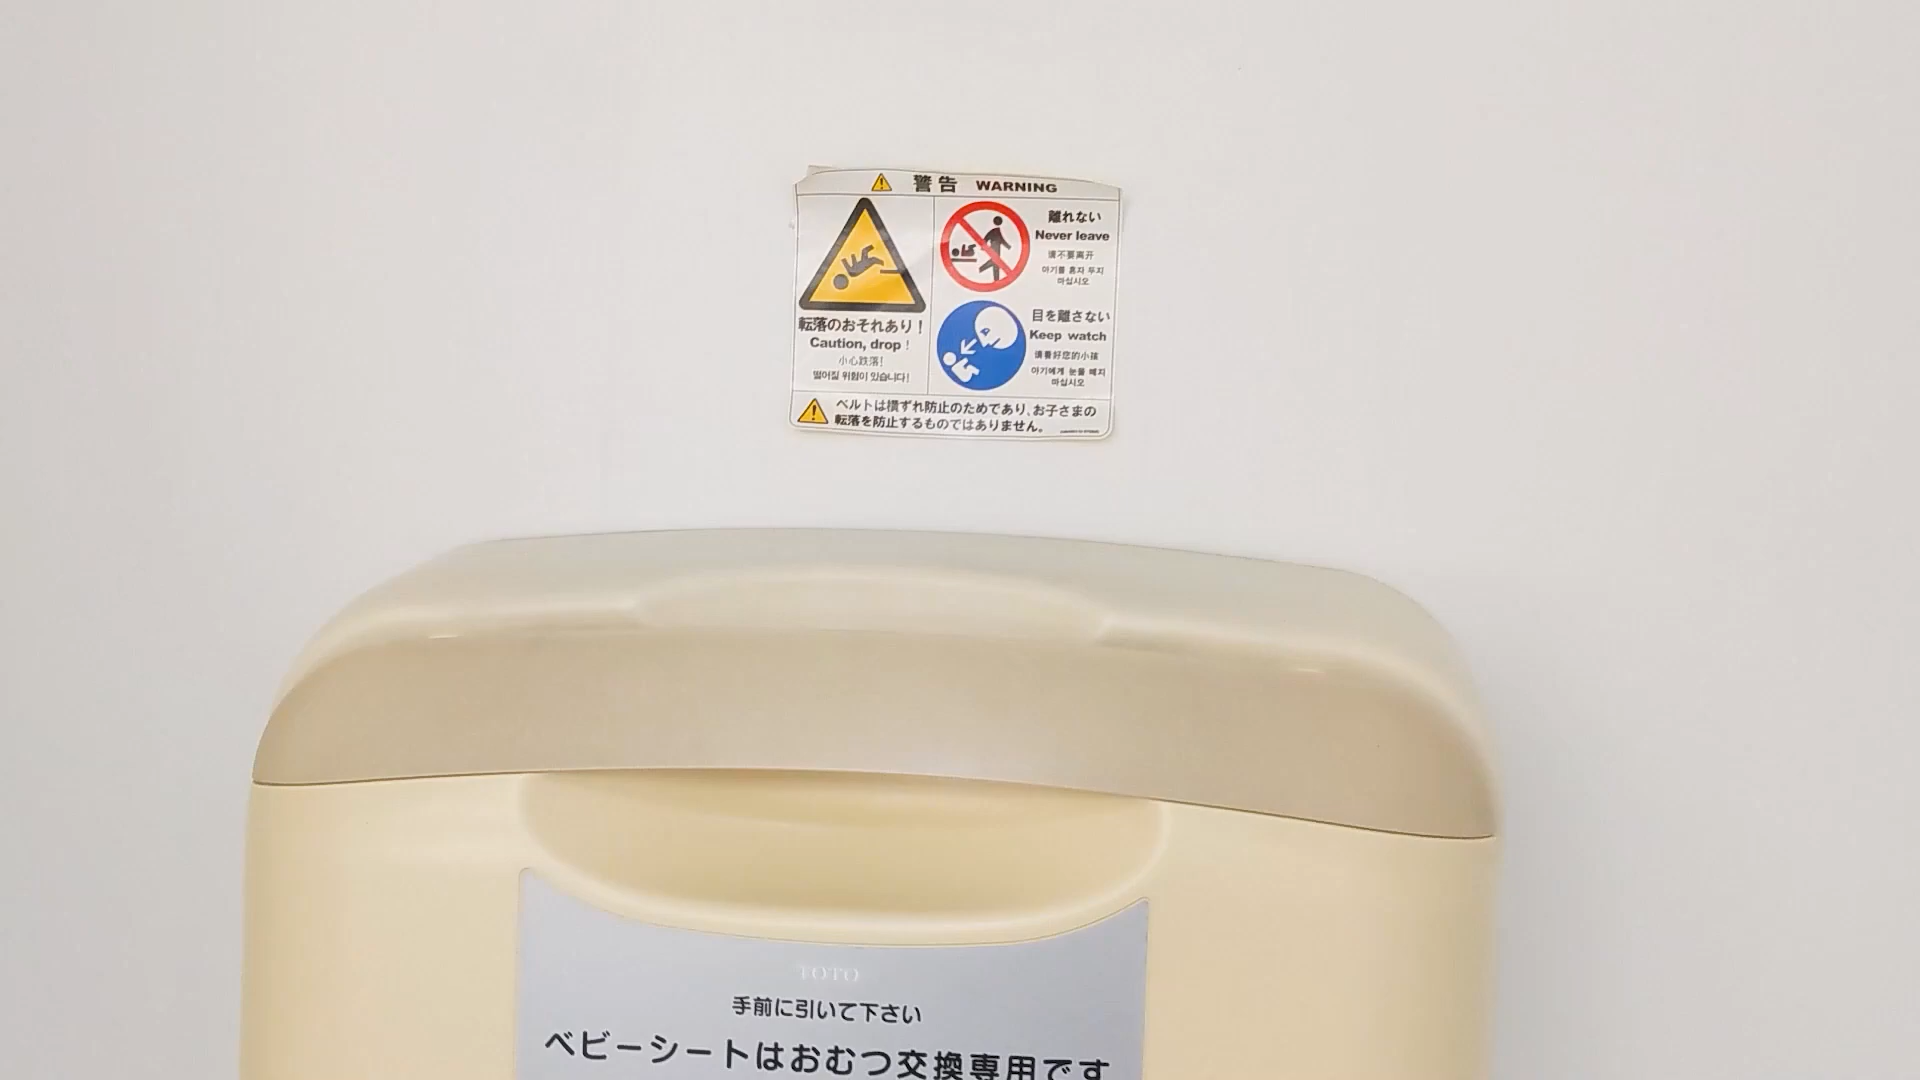 警告 WARNING
転落のおそれあり!
Caution, drop !
小心跌落!
떨어질 위험이 있습니다!
離れない
Never leave
请不要离开
아기를 혼자 두지
마십시오
目を離さない
Keep watch
请看好您的小孩
아기에게 눈을 떼지
마십시오
ベルトは横ずれ防止のためであり、お子さまの
転落を防止するものではありません。
TOTO
手前に引いて下さい
ベビーシートはおむつ交換専用です